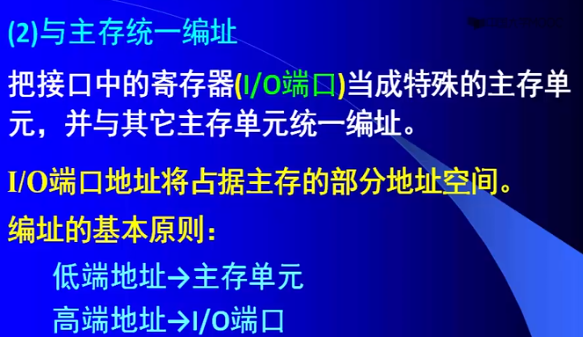 (2)与主存统一编址
把接口中的寄存器(I/O端口)当成特殊的主存单
元，并与其它主存单元统一编址。
I/O端口地址将占据主存的部分地址空间。
编址的基本原则：
低端地址→主存单元
高端地址→I/O端口